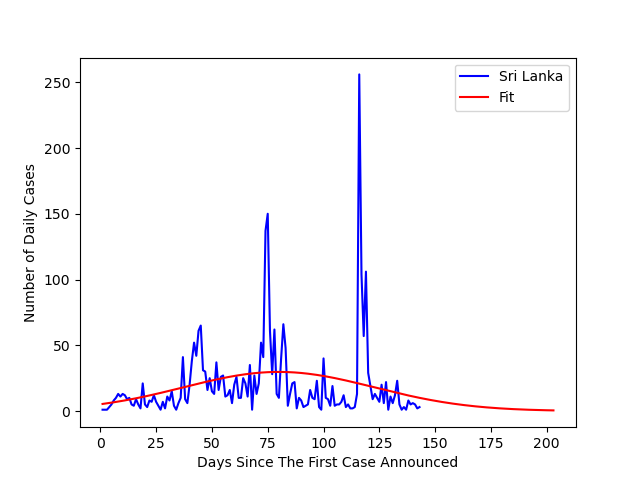 Sri Lanka
Fit
250
200
150
100
50
0
Number of Daily Cases
0 25 50 75 100 125 150 175 200
Days Since The First Case Announced